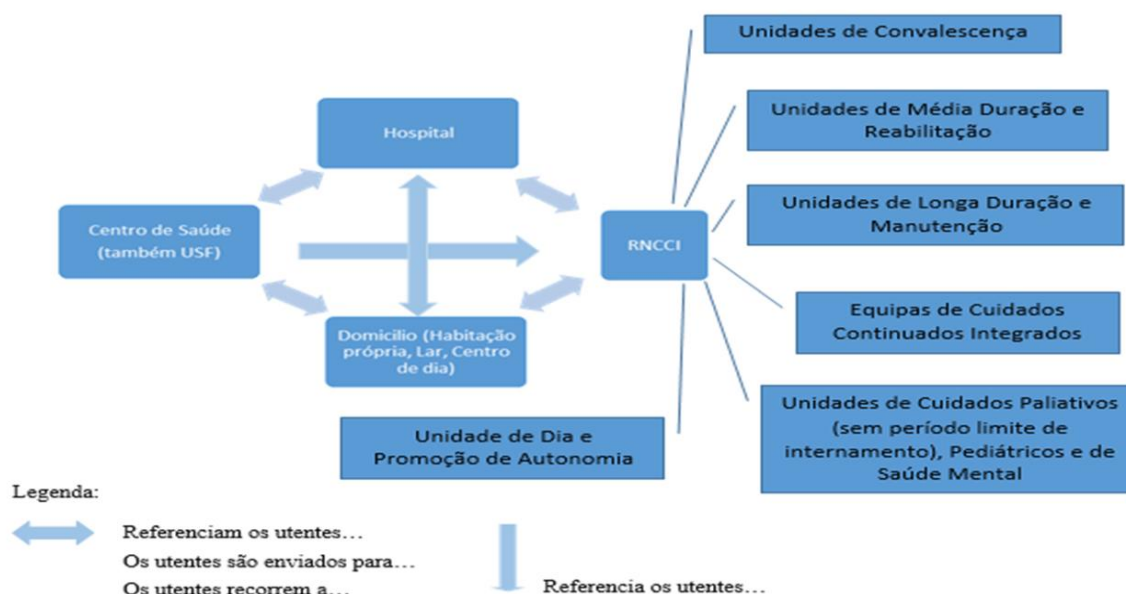 Unidades de Convalescença
Hospital
Unidades de Média Duração e
Reabilitação
Centro de Saúde
(também USF)
RNCCI
Unidades de Longa Duração e
Manutenção
Domicilio (Habitação
própria, Lar, Centro
de dia)
Equipas de Cuidados
Continuados Integrados
Unidade de Dia e
Promoção de Autonomia
Unidades de Cuidados Paliativos
(sem período limite de
internamento), Pediátricos e de
Saúde Mental
Legenda:
Referenciam os utentes…
Os utentes são enviados para…
Os utentes recorrem a…
Referencia os utentes…